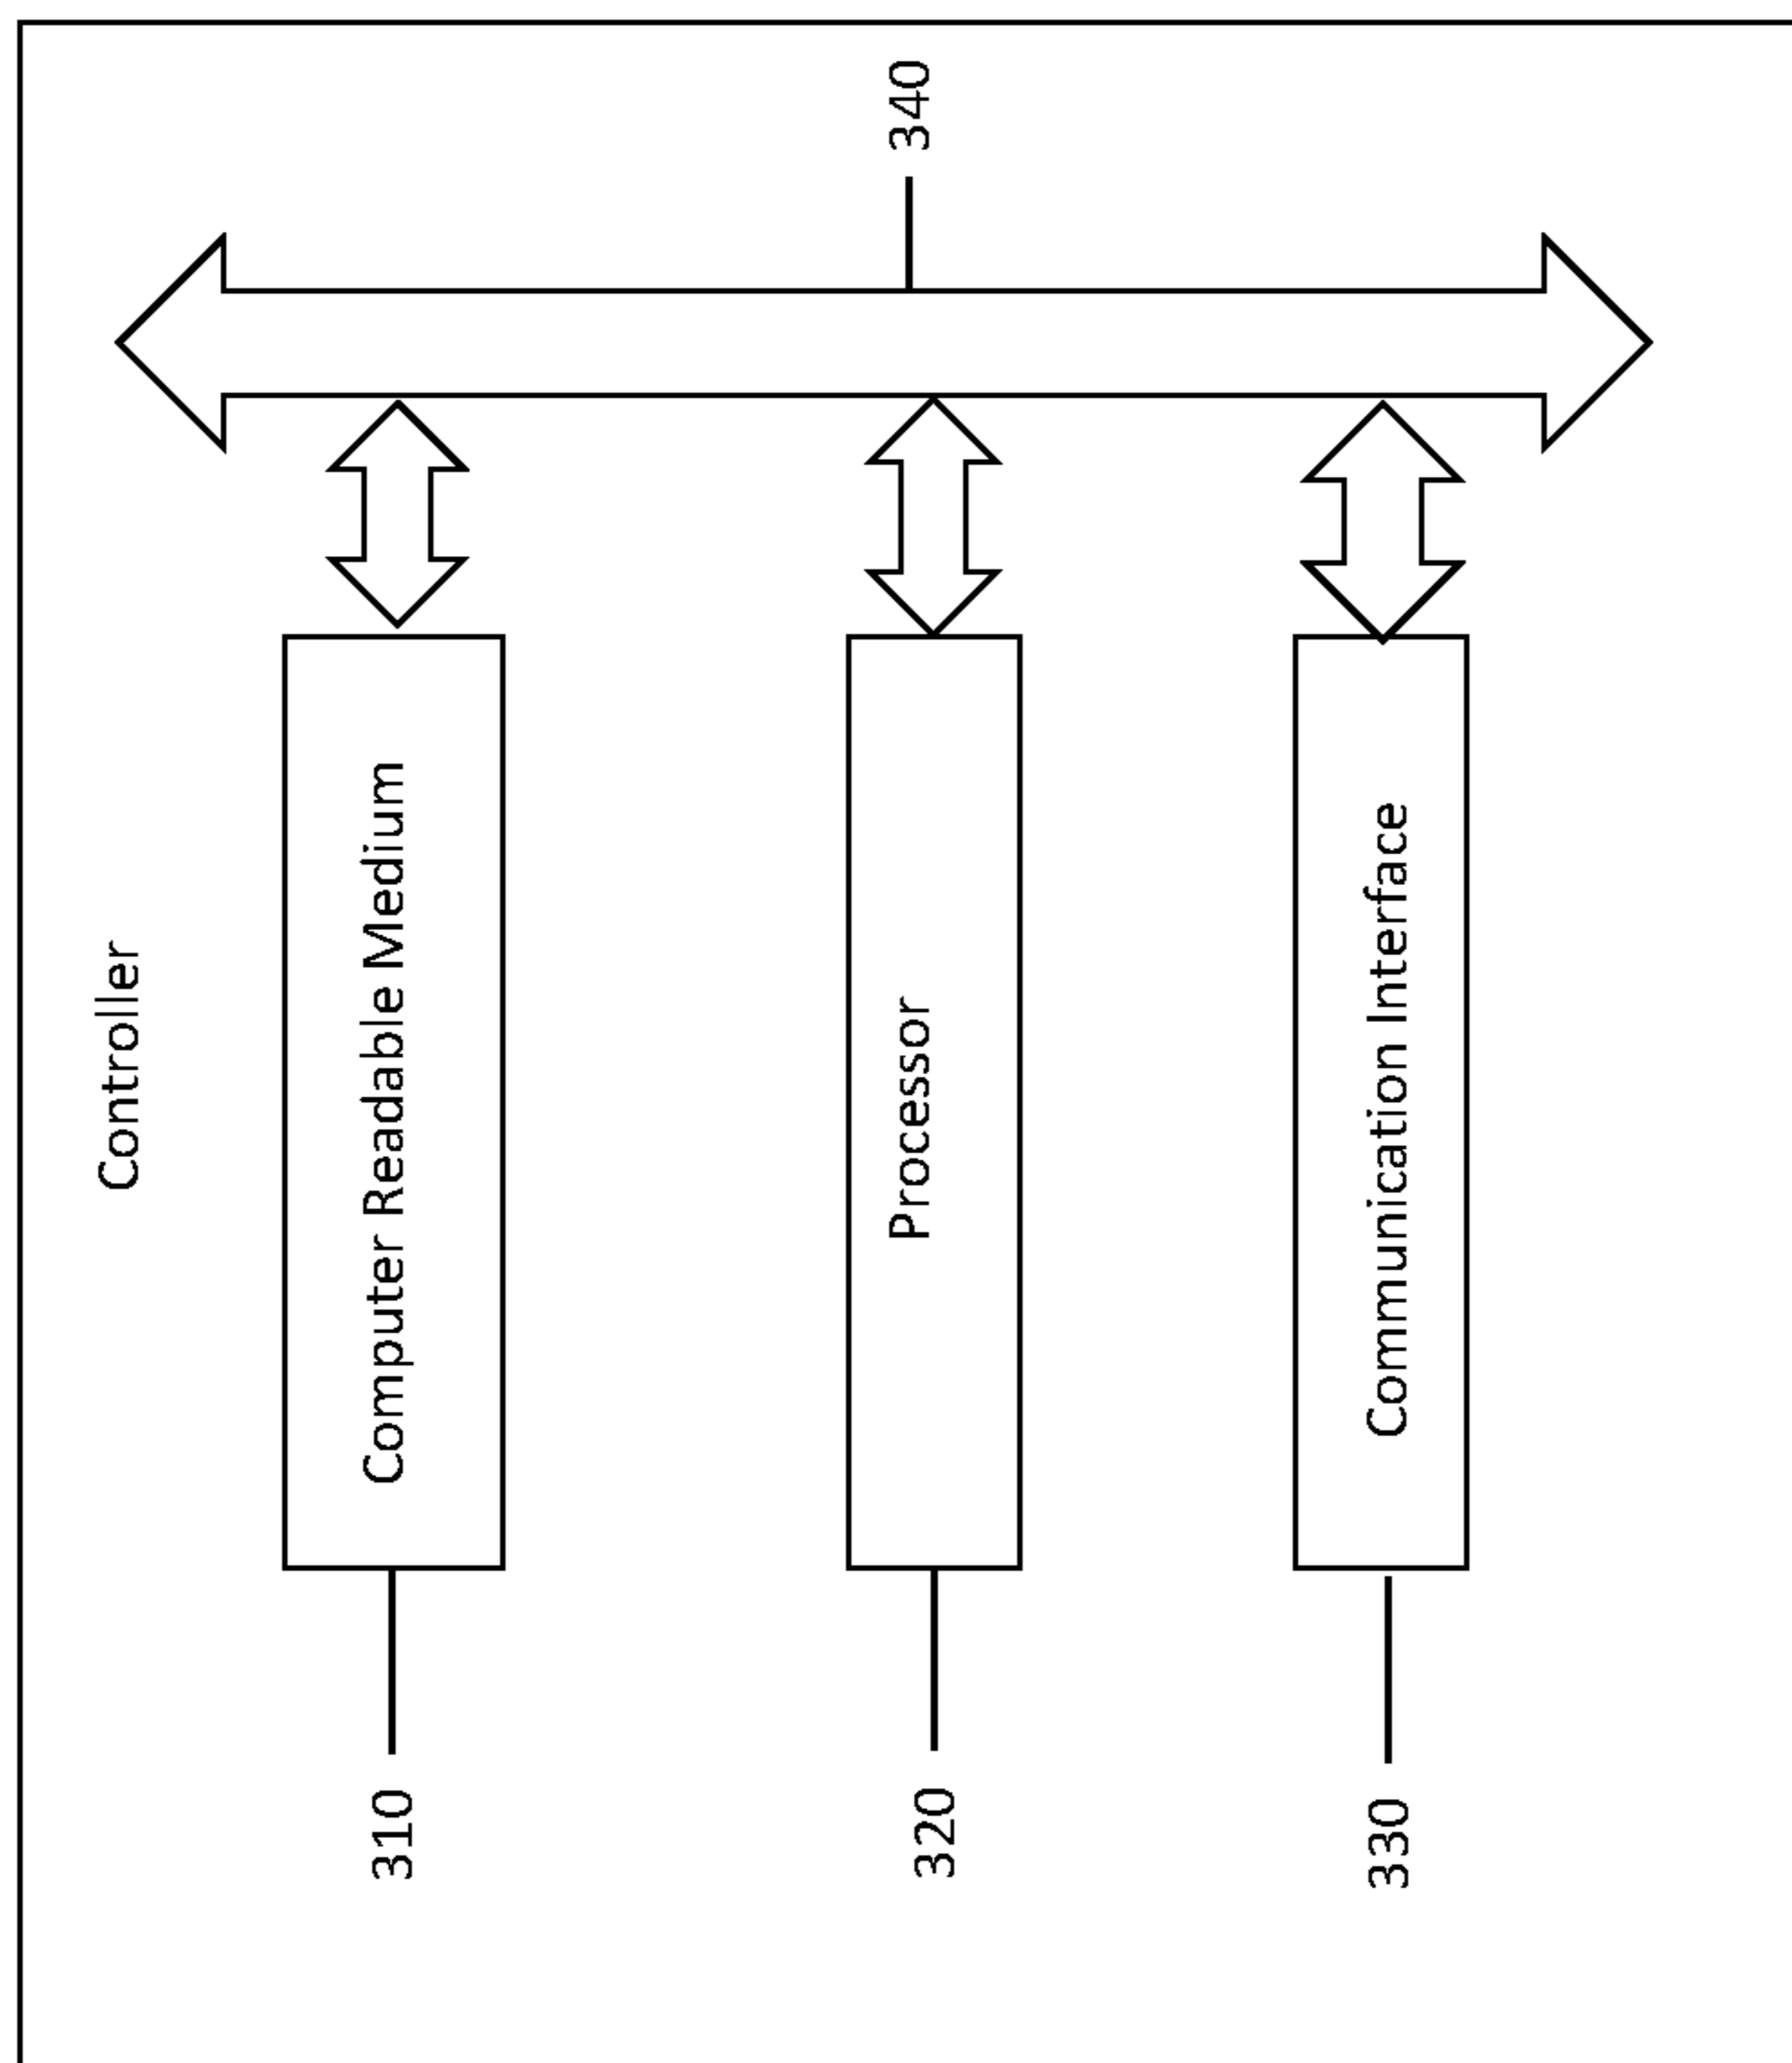 Controller
310
Computer Readable Medium
320
Processor
340
330
Communication Interface